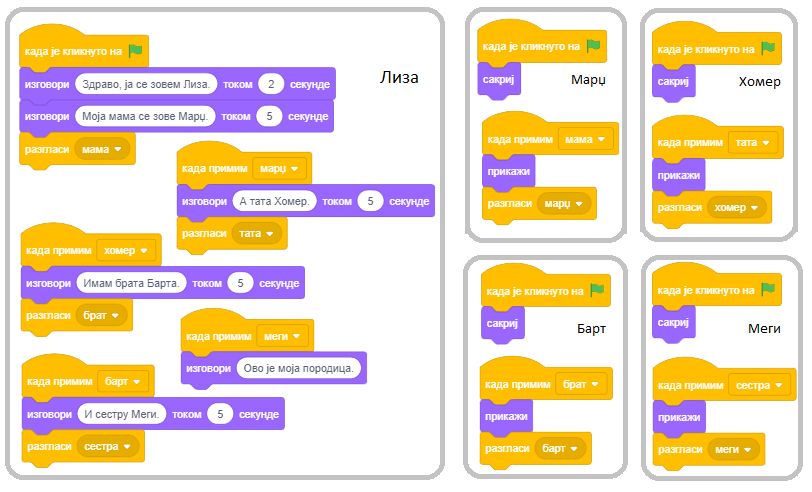 када је кликнуто на
изговори Здраво, ја се зовем Лиза. током 2 секунде
изговори Моја мама се зове Марџ. током 5 секунде
разгласи мама
Лиза
када примим марџ
изговори А тата Хомер. током 5 секунде
разгласи тата
када примим хомер
изговори Имам брата Барта. током 5 секунде
разгласи брат
када примим меги
изговори Ово је моја породица.
када примим барт
изговори И сестру Меги. током 5 секунде
разгласи сестра
када је кликнуто на
сакриј
Марџ
када примим мама
прикажи
разгласи марџ
када је кликнуто на
сакриј
Хомер
када примим тата
прикажи
разгласи хомер
када је кликнуто на
сакриј
Барт
када примим брат
прикажи
разгласи барт
када је кликнуто на
сакриј
Меги
када примим сестра
прикажи
разгласи меги